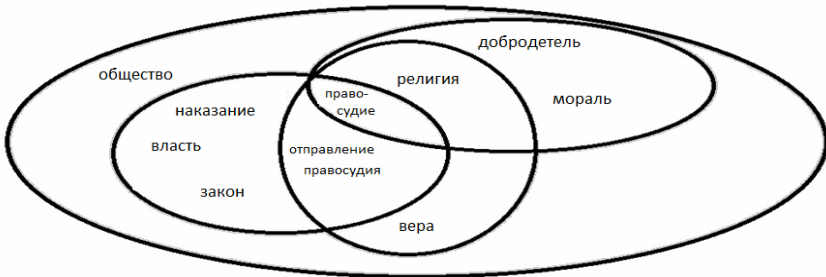 добродетель
общество
религия
мораль
наказание
право-
судие
власть
отправление
правосудия
закон
вера